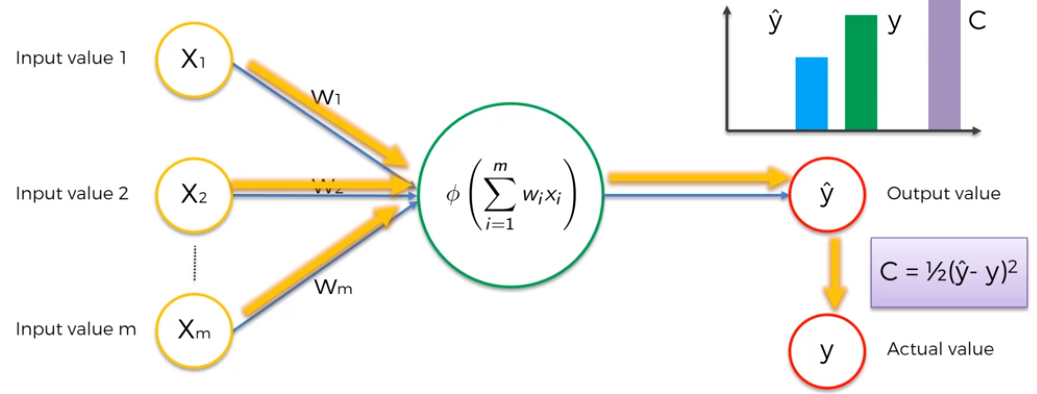 ŷ y C
Input value 1 X₁ W₁
Input value 2 X₂ W₂
ϕ(∑ᵢ₌₁ᵐ wᵢxᵢ)
ŷ Output value
C = ½(ŷ- y)²
Wₘ
Input value m Xₘ
y Actual value